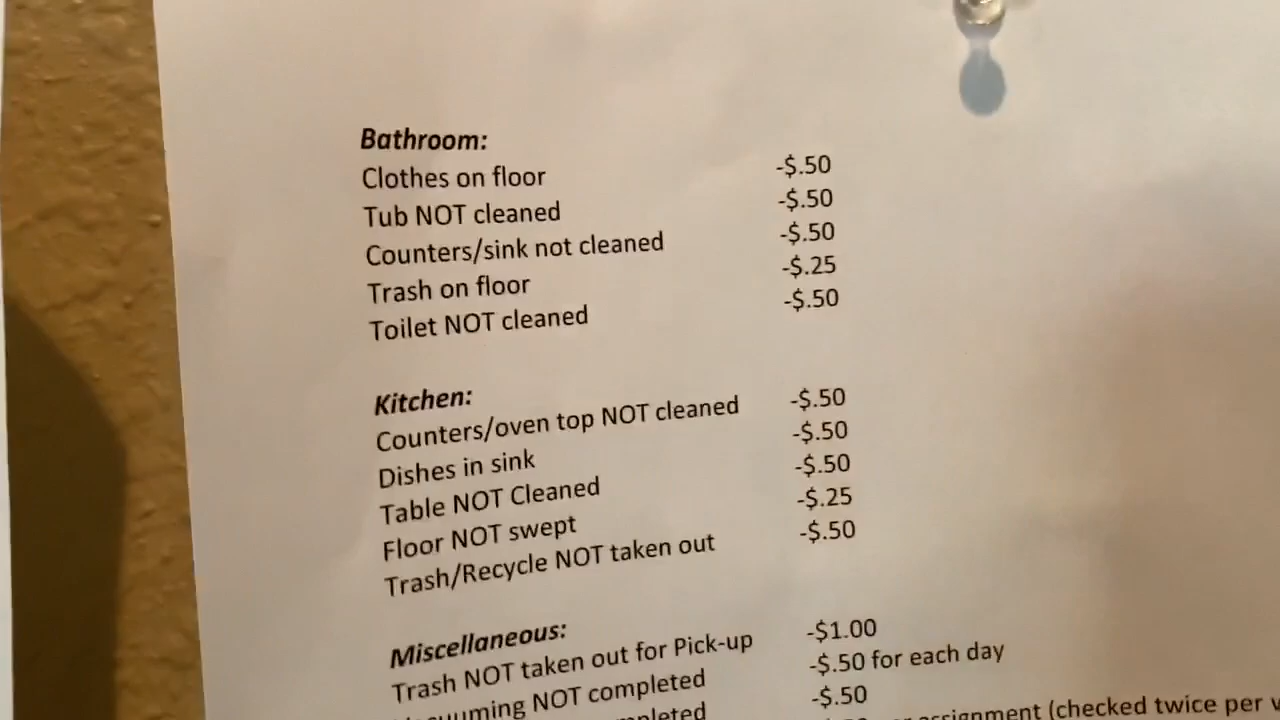 Bathroom:
Clothes on floor -$.50
Tub NOT cleaned -$.50
Counters/sink not cleaned -$.50
Trash on floor -$.25
Toilet NOT cleaned -$.50
Kitchen:
Counters/oven top NOT cleaned -$.50
Dishes in sink -$.50
Table NOT Cleaned -$.50
Floor NOT swept -$.25
Trash/Recycle NOT taken out -$.50
Miscellaneous:
Trash NOT taken out for Pick-up -$1.00
NOT completed -$.50 for each day
-$.50
assignment (checked twice per